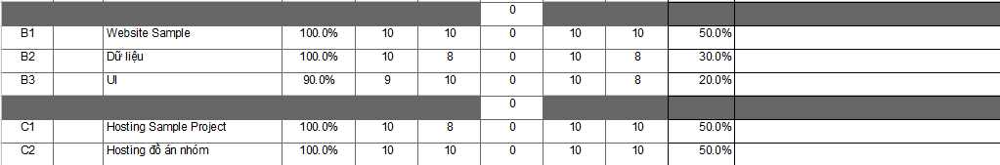 0
B1 Website Sample 100.0% 10 10 0 10 10 50.0%
B2 Dữ liệu 100.0% 10 8 0 10 8 30.0%
B3 UI 90.0% 9 10 0 10 8 20.0%
0
C1 Hosting Sample Project 100.0% 10 8 0 10 10 50.0%
C2 Hosting đồ án nhóm 100.0% 10 10 0 10 10 50.0%